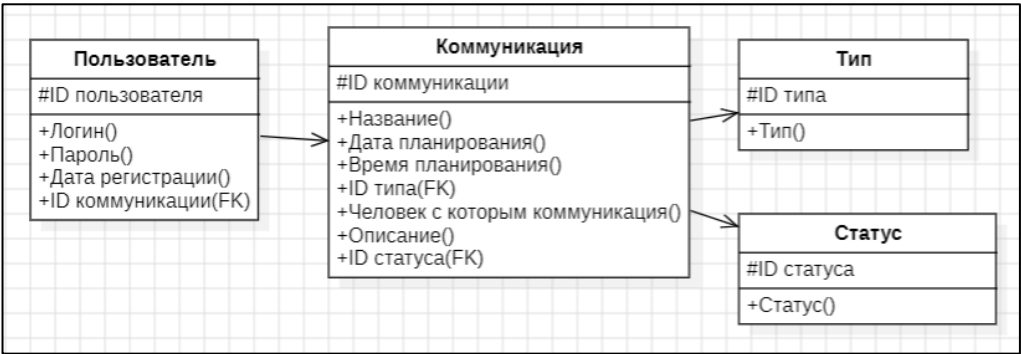 Пользователь
#ID пользователя
+Логин()
+Пароль()
+Дата регистрации()
+ID коммуникации(FK)
Коммуникация
#ID коммуникации
+Название()
+Дата планирования()
+Время планирования()
+ID типа(FK)
+Человек с которым коммуникация()
+Описание()
+ID статуса(FK)
Тип
#ID типа
+Тип()
Статус
#ID статуса
+Статус()